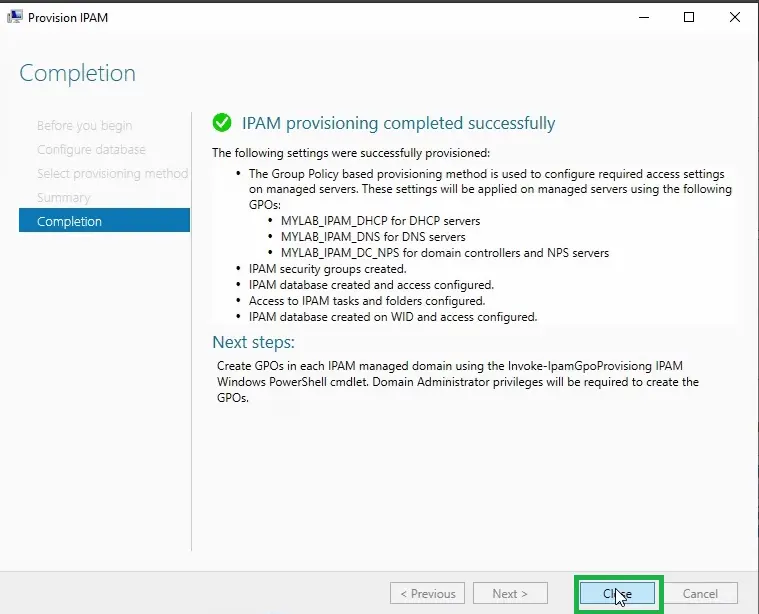 Provision IPAM
Completion
Before you begin
Configure database
Select provisioning method
Summary
Completion
IPAM provisioning completed successfully
The following settings were successfully provisioned:
• The Group Policy based provisioning method is used to configure required access settings
on managed servers. These settings will be applied on managed servers using the following
GPOs:
• MYLAB_IPAM_DHCP for DHCP servers
• MYLAB_IPAM_DNS for DNS servers
• MYLAB_IPAM_DC_NPS for domain controllers and NPS servers
• IPAM security groups created.
• IPAM database created and access configured.
• Access to IPAM tasks and folders configured.
• IPAM database created on WID and access configured.
Next steps:
Create GPOs in each IPAM managed domain using the Invoke-IpamGpoProvisiong IPAM
Windows PowerShell cmdlet. Domain Administrator privileges will be required to create the
GPOs.
< Previous
Next >
Close
Cancel